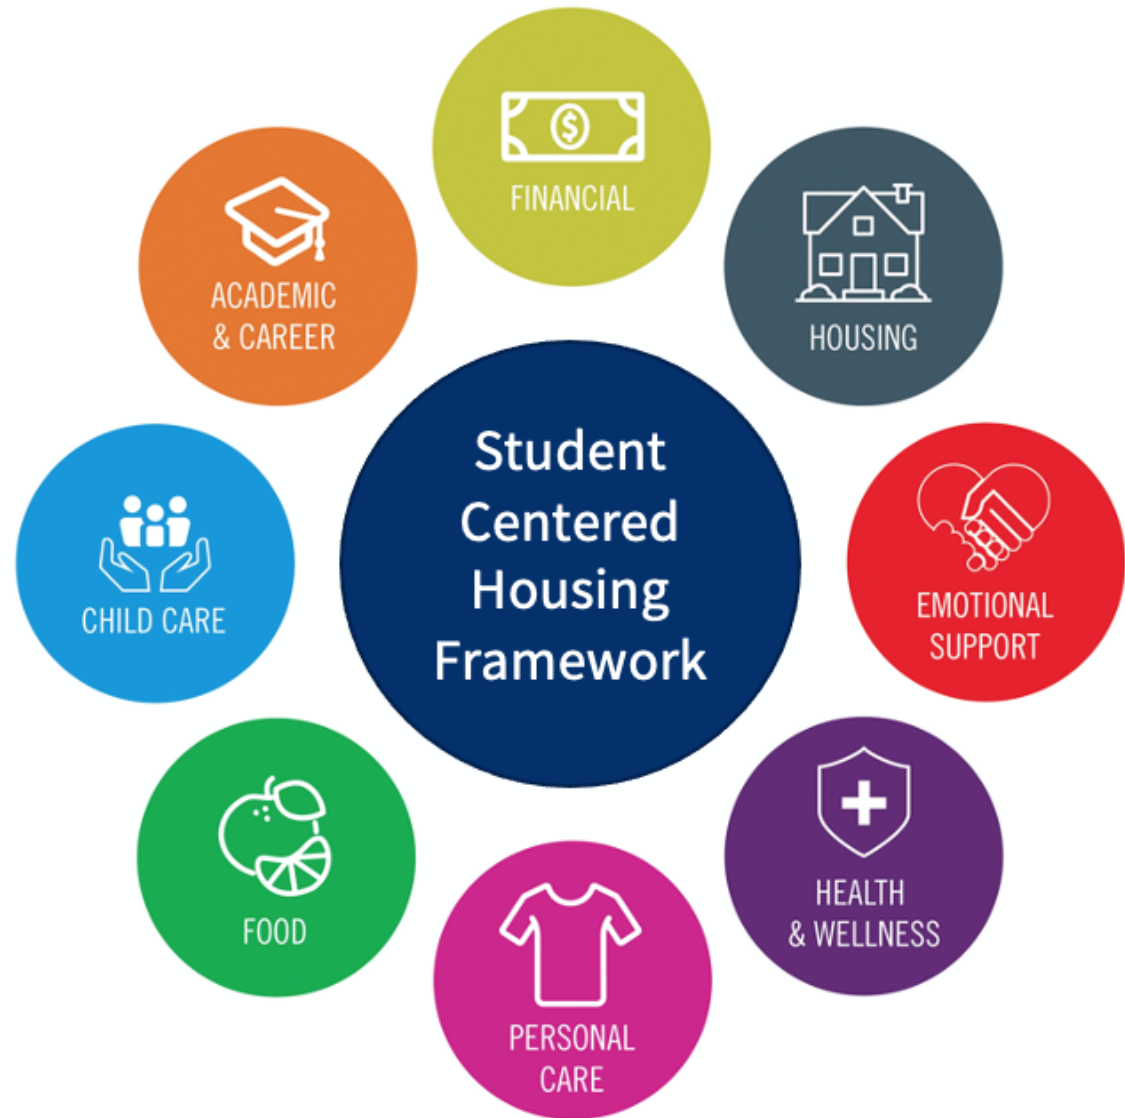 FINANCIAL
HOUSING
ACADEMIC
& CAREER
Student
Centered
Housing
Framework
EMOTIONAL
SUPPORT
CHILD CARE
HEALTH
& WELLNESS
FOOD
PERSONAL
CARE